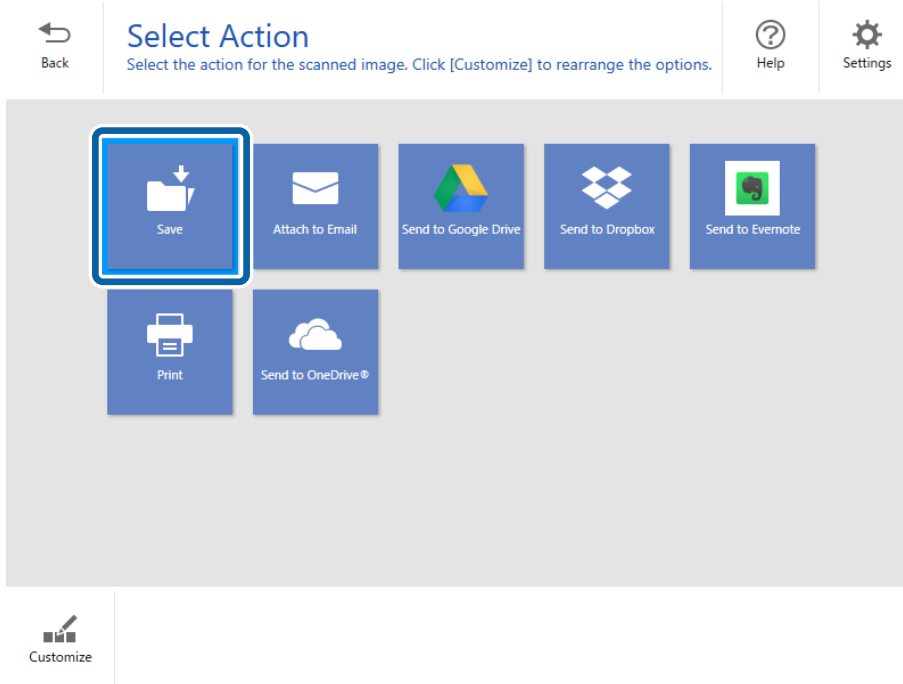 Back
Select Action
Select the action for the scanned image. Click [Customize] to rearrange the options.
Help
Settings
Save
Attach to Email
Send to Google Drive
Send to Dropbox
Send to Evernote
Print
Send to OneDrive®
Customize